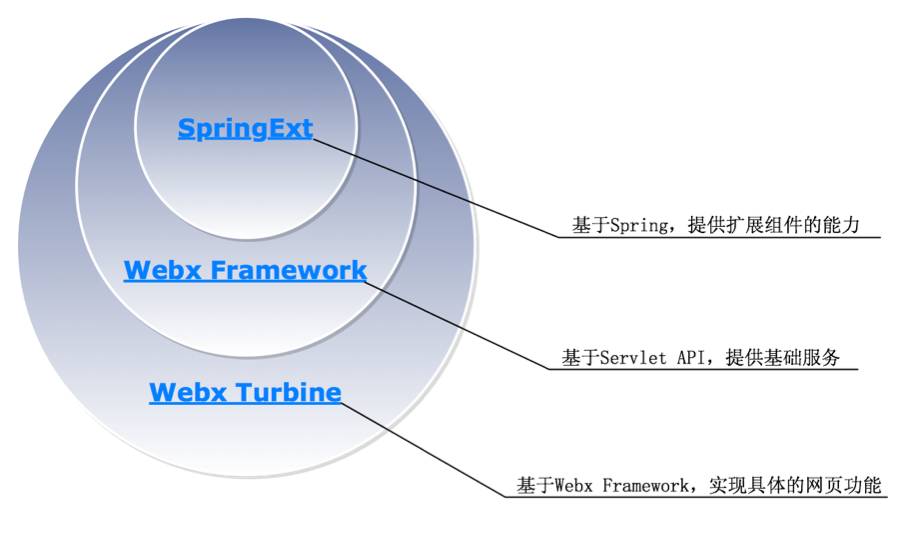 SpringExt
基于Spring，提供扩展组件的能力
Webx Framework
基于Servlet API，提供基础服务
Webx Turbine
基于Webx Framework，实现具体的网页功能